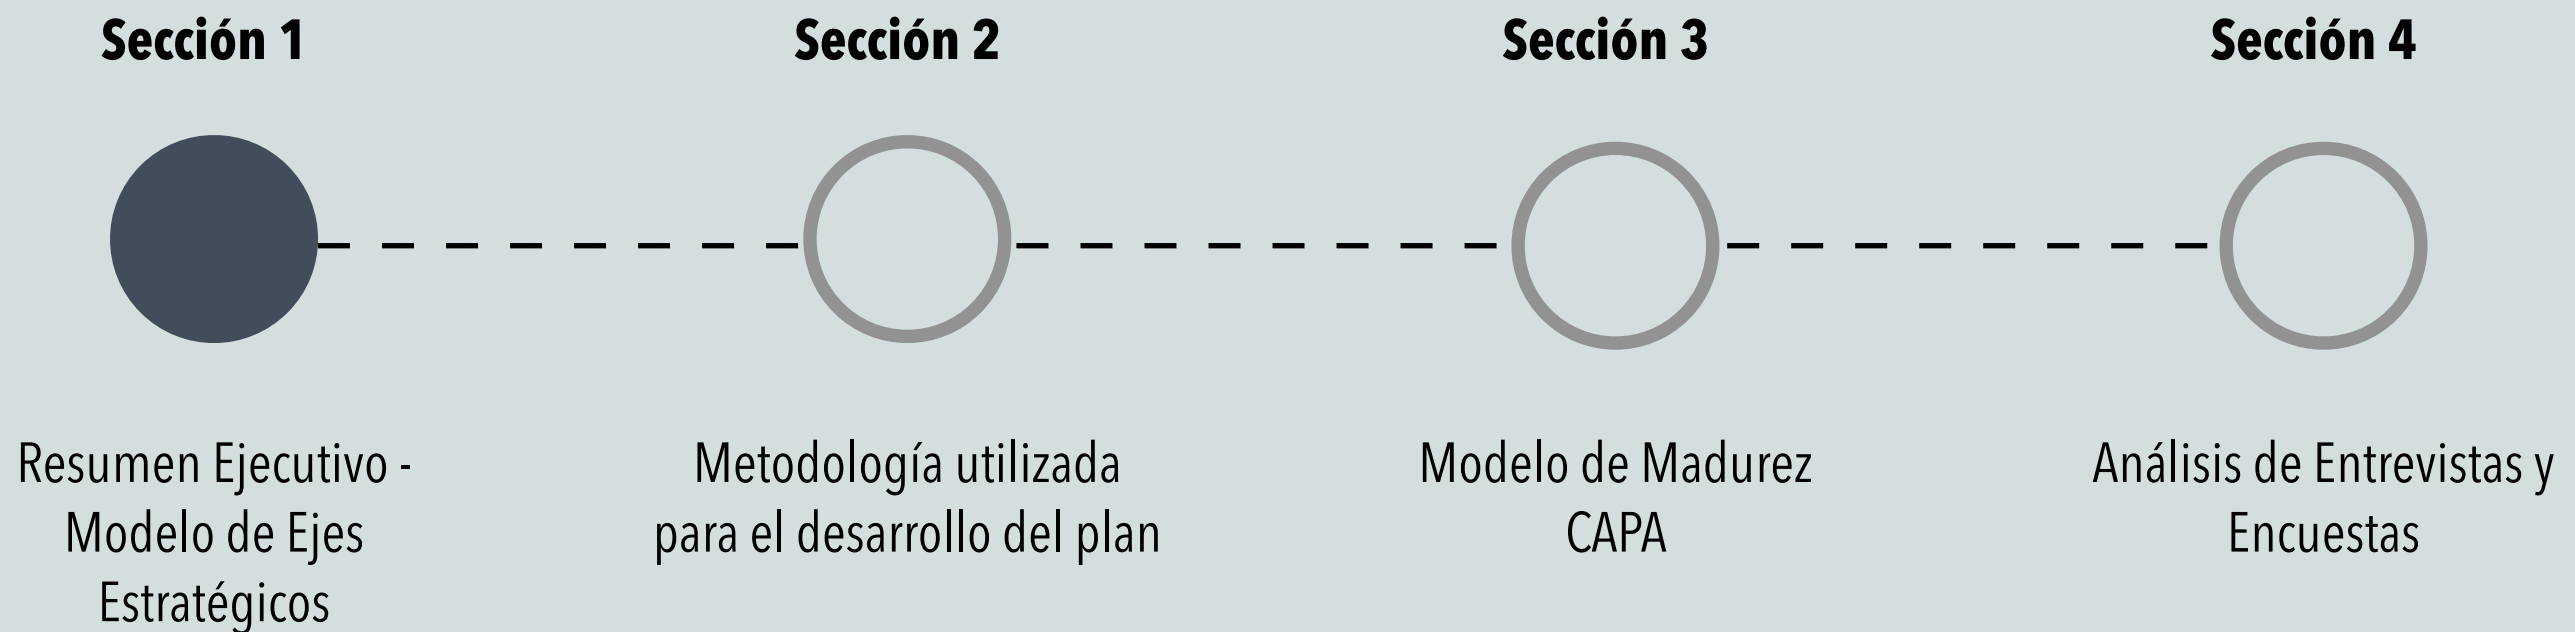 Sección 1
Sección 2
Sección 3
Sección 4
Resumen Ejecutivo -
Modelo de Ejes
Estratégicos
Metodología utilizada
para el desarrollo del plan
Modelo de Madurez
CAPA
Análisis de Entrevistas y
Encuestas